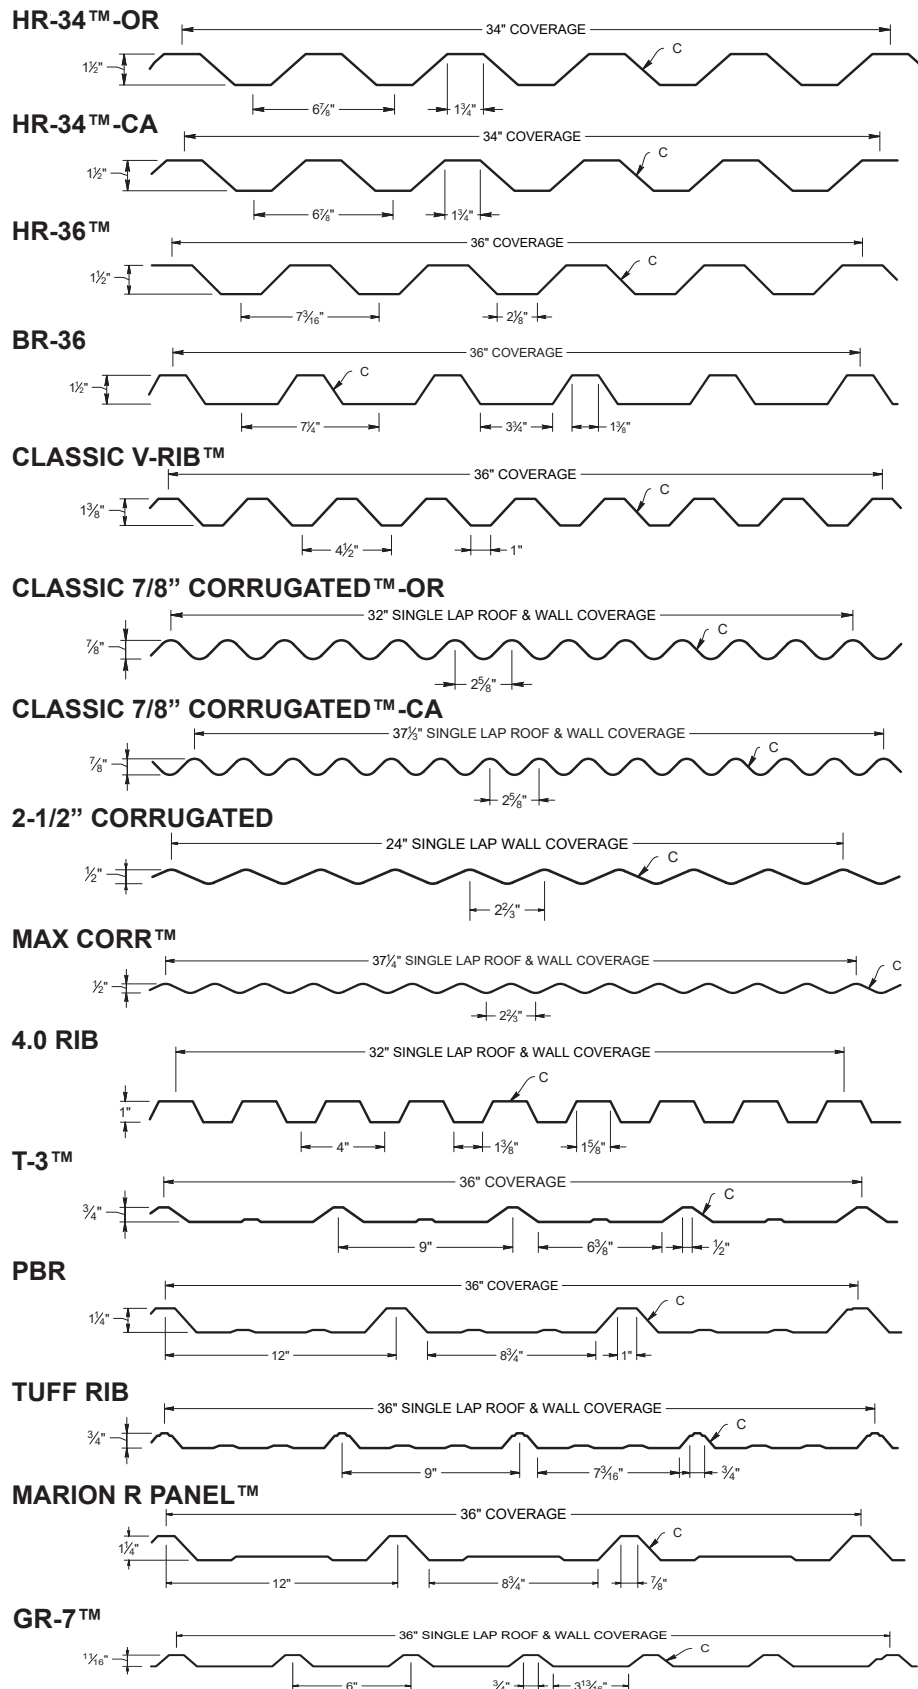 HR-34™-OR
34" COVERAGE
C
1½"
6⅞"
1¾"
HR-34™-CA
34" COVERAGE
C
1½"
6⅞"
1¾"
HR-36™
36" COVERAGE
C
1½"
7³⁄₁₆"
2⅛"
BR-36
36" COVERAGE
C
1½"
7¼"
3¾"
1⅜"
CLASSIC V-RIB™
36" COVERAGE
C
1⅜"
4½"
1"
CLASSIC 7/8” CORRUGATED™-OR
32" SINGLE LAP ROOF & WALL COVERAGE
C
⅞"
2⅝"
CLASSIC 7/8” CORRUGATED™-CA
37⅓" SINGLE LAP ROOF & WALL COVERAGE
C
⅞"
2⅝"
2-1/2” CORRUGATED
24" SINGLE LAP WALL COVERAGE
C
½"
2⅔"
MAX CORR™
37¼" SINGLE LAP ROOF & WALL COVERAGE
C
½"
2⅔"
4.0 RIB
32" SINGLE LAP ROOF & WALL COVERAGE
C
1"
4"
1⅜"
1⅝"
T-3™
36" COVERAGE
C
¾"
9"
6⅜"
½"
PBR
36" COVERAGE
C
1¼"
12"
8¾"
1"
TUFF RIB
36" SINGLE LAP ROOF & WALL COVERAGE
C
¾"
9"
7³⁄₁₆"
¾"
MARION R PANEL™
36" COVERAGE
C
1¼"
12"
8¾"
⅞"
GR-7™
36" SINGLE LAP ROOF & WALL COVERAGE
C
¹¹⁄₁₆"
6"
¾"
3¹³⁄₁₆"